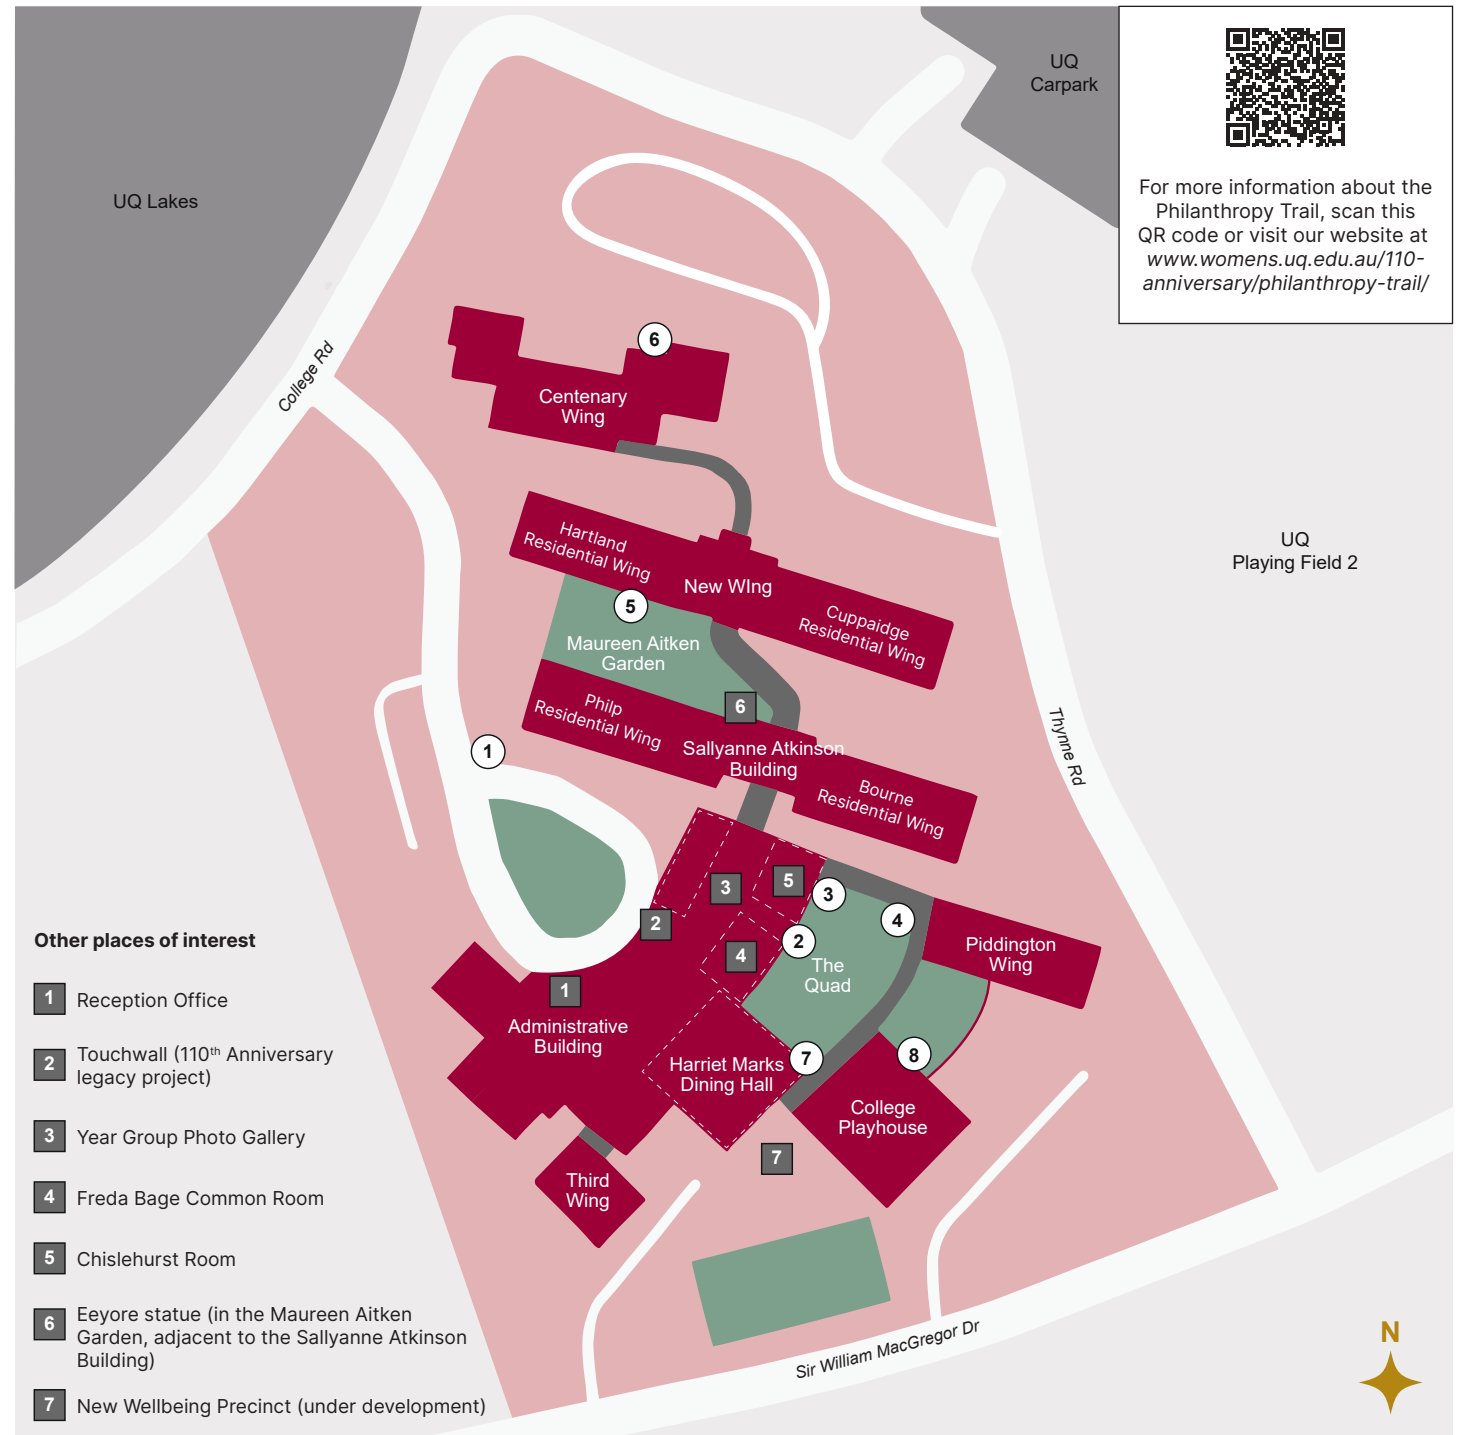 UQ
Carpark
For more information about the
Philanthropy Trail, scan this
QR code or visit our website at
www.womens.uq.edu.au/110-
anniversary/philanthropy-trail/
UQ Lakes
College Rd
6
Centenary
Wing
Hartland
Residential Wing
New WIng
Cuppaidge
Residential Wing
UQ
Playing Field 2
5
Maureen Aitken
Garden
6
Philp
Residential Wing
Sallyanne Atkinson
Building
Bourne
Residential Wing
Thynne Rd
1
3
5
3
2
4
2
4
The
Quad
Piddington
Wing
1
Administrative
Building
Harriet Marks
Dining Hall
7
8
College
Playhouse
7
Third
Wing
Sir William MacGregor Dr
N
Other places of interest
1 Reception Office
2 Touchwall (110th Anniversary
legacy project)
3 Year Group Photo Gallery
4 Freda Bage Common Room
5 Chislehurst Room
6 Eeyore statue (in the Maureen Aitken
Garden, adjacent to the Sallyanne Atkinson
Building)
7 New Wellbeing Precinct (under development)